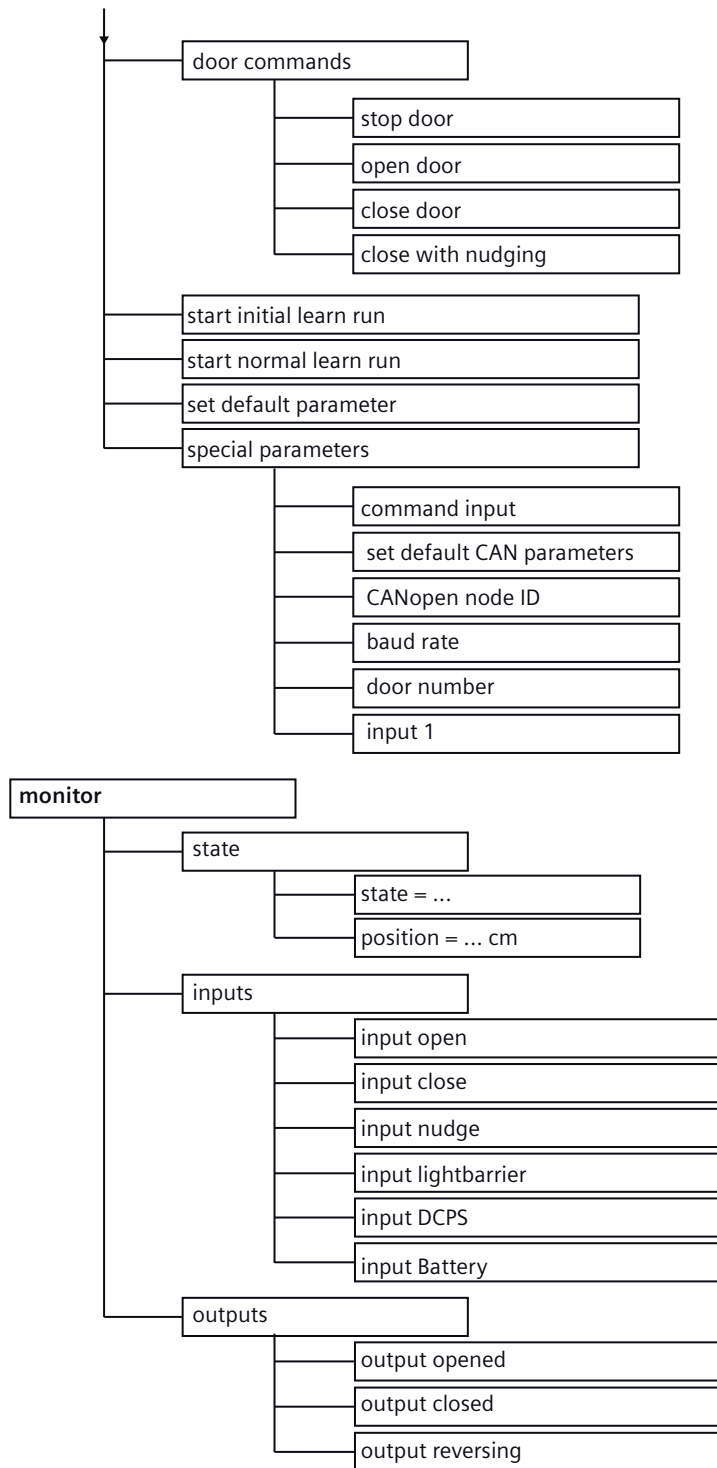 door commands
stop door
open door
close door
close with nudging
start initial learn run
start normal learn run
set default parameter
special parameters
command input
set default CAN parameters
CANopen node ID
baud rate
door number
input 1
monitor
state
state = ...
position = ... cm
inputs
input open
input close
input nudge
input lightbarrier
input DCPS
input Battery
outputs
output opened
output closed
output reversing